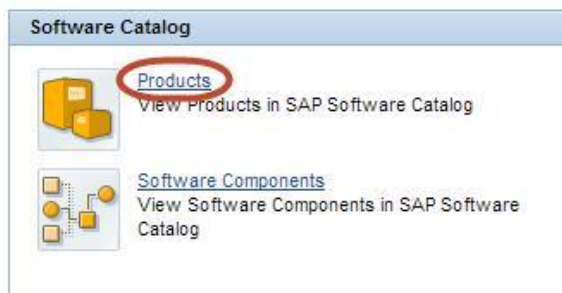 Software Catalog
Products
View Products in SAP Software Catalog
Software Components
View Software Components in SAP Software
Catalog